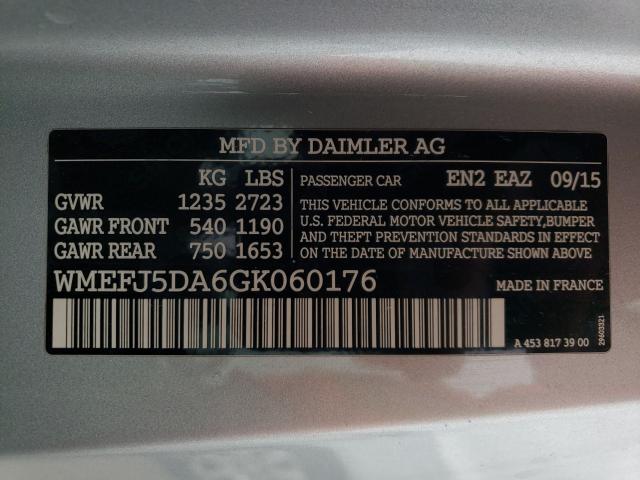 MFD BY DAIMLER AG
KG LBS
GVWR 1235 2723
GAWR FRONT 540 1190
GAWR REAR 750 1653
PASSENGER CAR EN2 EAZ 09/15
THIS VEHICLE CONFORMS TO ALL APPLICABLE
U.S. FEDERAL MOTOR VEHICLE SAFETY,BUMPER
AND THEFT PREVENTION STANDARDS IN EFFECT
ON THE DATE OF MANUFACTURE SHOWN ABOVE.
WMEFJ5DA6GK060176
MADE IN FRANCE
A 453 817 39 00
29603321